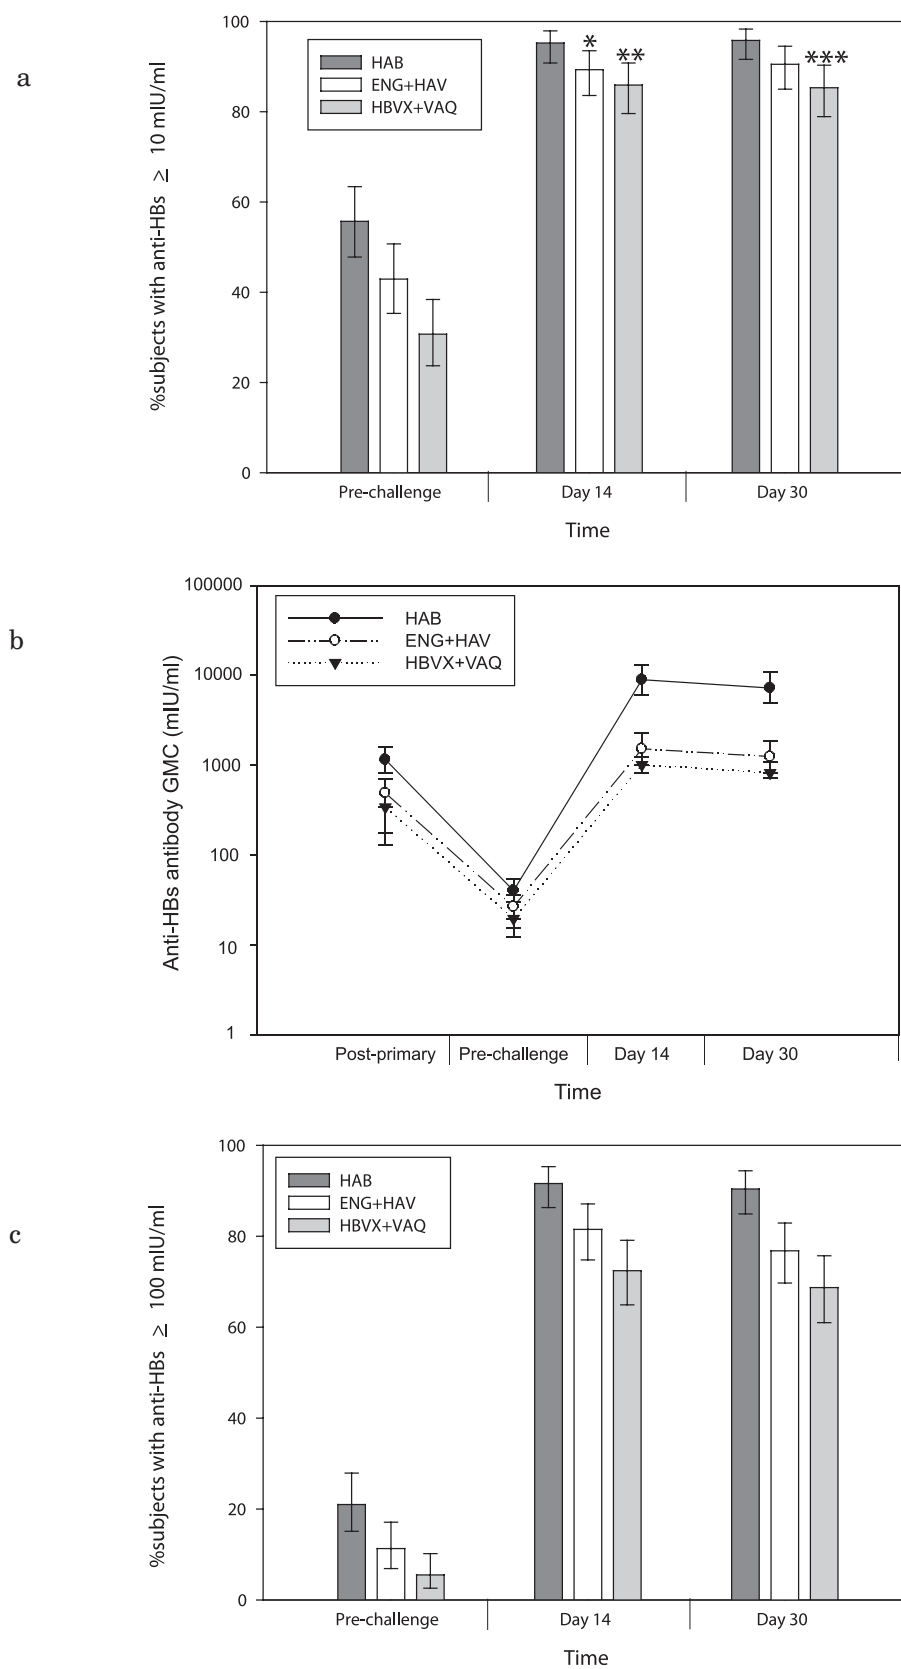 a
%subjects with anti-HBs ≥ 10 mIU/ml
100
80
60
40
20
0
HAB
ENG+HAV
HBVX+VAQ
* ** ***
Pre-challenge Day 14 Day 30
Time
b
Anti-HBs antibody GMC (mIU/ml)
100000
10000
1000
100
10
1
HAB
ENG+HAV
HBVX+VAQ
Post-primary Pre-challenge Day 14 Day 30
Time
c
%subjects with anti-HBs ≥ 100 mIU/ml
100
80
60
40
20
0
HAB
ENG+HAV
HBVX+VAQ
Pre-challenge Day 14 Day 30
Time